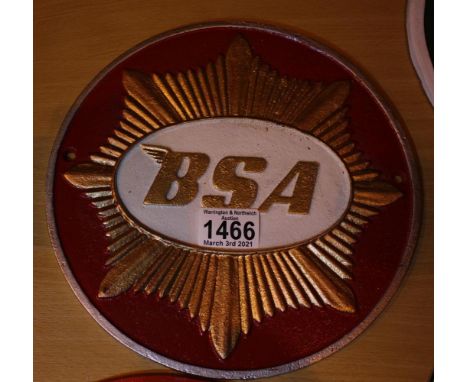 BSA
Warrington & Northwich
Auction
1466
March 3rd 2021